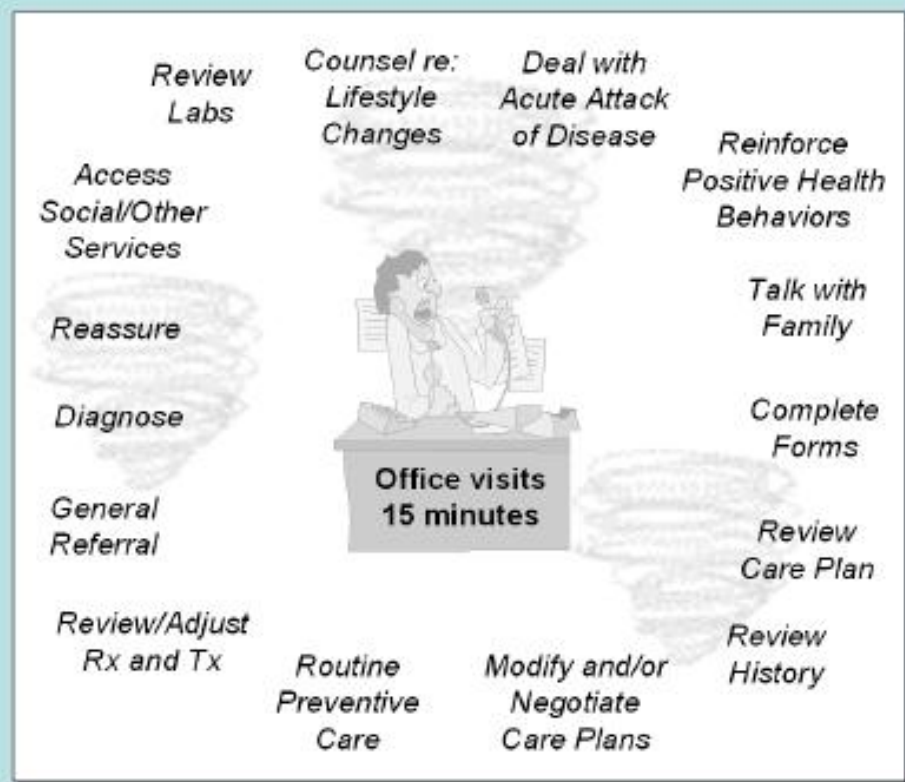 Review
Labs
Counsel re:
Lifestyle
Changes
Deal with
Acute Attack
of Disease
Reinforce
Positive Health
Behaviors
Access
Social/Other
Services
Talk with
Family
Reassure
Diagnose
Complete
Forms
Office visits
15 minutes
General
Referral
Review
Care Plan
Review/Adjust
Rx and Tx
Routine
Preventive
Care
Modify and/or
Negotiate
Care Plans
Review
History